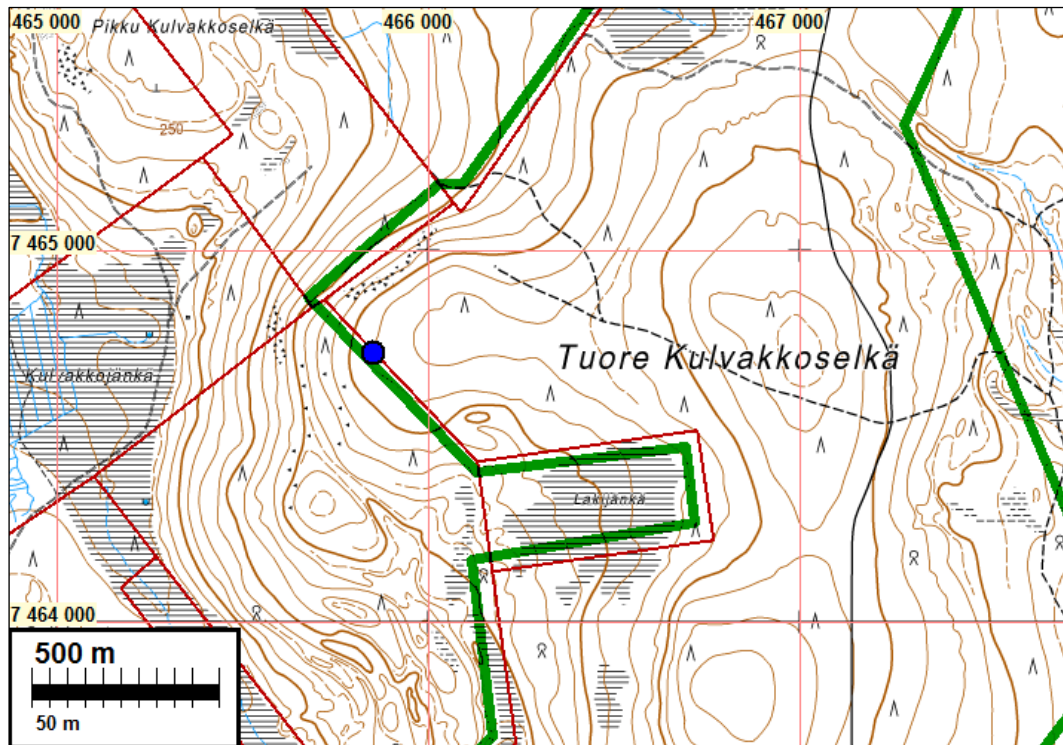 465 000
466 000
467 000
Pikku Kulvakkoselkä
250
7 465 000
Tuore Kulvakkoselkä
Kulvakkojänkä
Lakijänkä
7 464 000
500 m
50 m